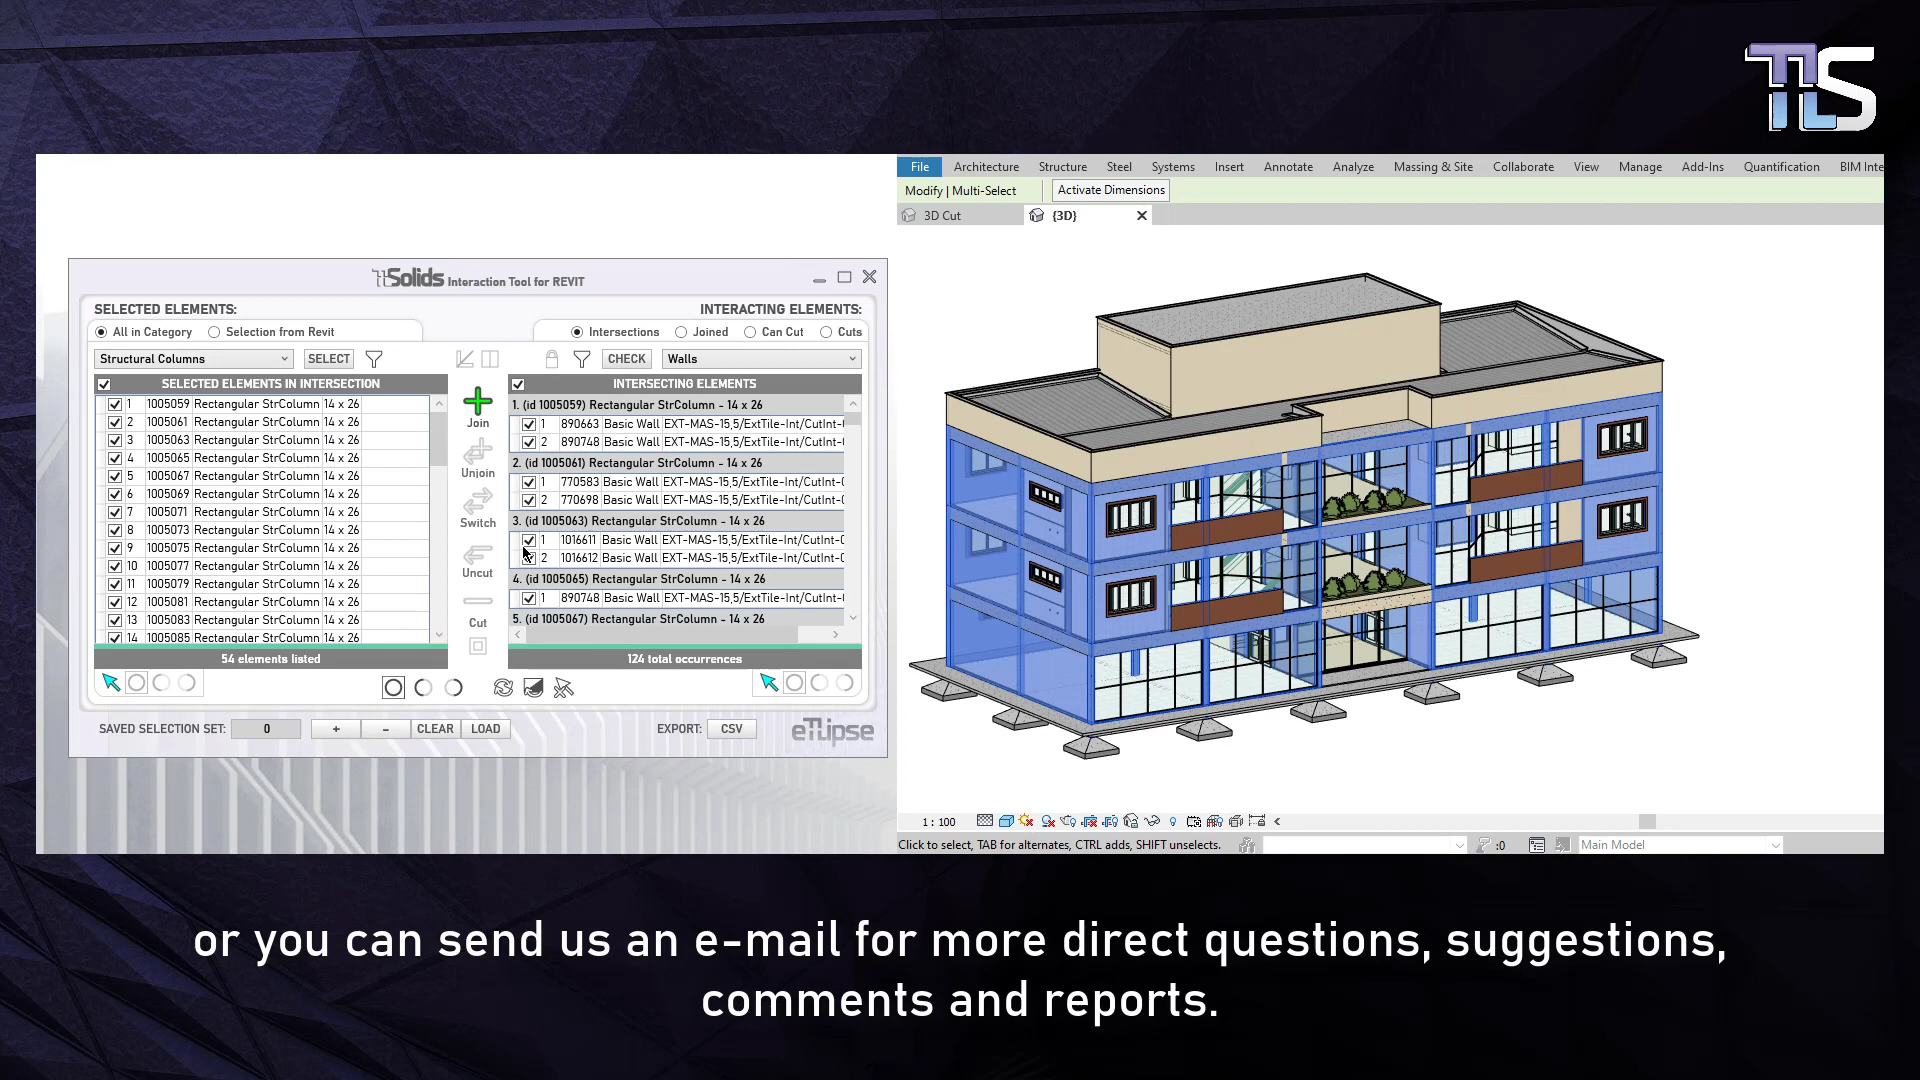 TTLS
File Architecture Structure Steel Systems Insert Annotate Analyze Massing & Site Collaborate View Manage Add-Ins Quantification BIM Inte
Modify | Multi-Select Activate Dimensions
3D Cut {3D}
Solids Interaction Tool for REVIT
SELECTED ELEMENTS: INTERACTING ELEMENTS:
All in Category Selection from Revit Intersections Joined Can Cut Cuts
Structural Columns SELECT CHECK Walls
SELECTED ELEMENTS IN INTERSECTION
1 1005059 Rectangular StrColumn 14 x 26
2 1005061 Rectangular StrColumn 14 x 26
3 1005063 Rectangular StrColumn 14 x 26
4 1005065 Rectangular StrColumn 14 x 26
5 1005067 Rectangular StrColumn 14 x 26
6 1005069 Rectangular StrColumn 14 x 26
7 1005071 Rectangular StrColumn 14 x 26
8 1005073 Rectangular StrColumn 14 x 26
9 1005075 Rectangular StrColumn 14 x 26
10 1005077 Rectangular StrColumn 14 x 26
11 1005079 Rectangular StrColumn 14 x 26
12 1005081 Rectangular StrColumn 14 x 26
13 1005083 Rectangular StrColumn 14 x 26
14 1005085 Rectangular StrColumn 14 x 26
54 elements listed
Join
Unjoin
Switch
Uncut
Cut
INTERSECTING ELEMENTS
1. (id 1005059) Rectangular StrColumn - 14 x 26
1 890663 Basic Wall EXT-MAS-15,5/ExtTile-Int/CutInt-
2 890748 Basic Wall EXT-MAS-15,5/ExtTile-Int/CutInt-
2. (id 1005061) Rectangular StrColumn - 14 x 26
1 770583 Basic Wall EXT-MAS-15,5/ExtTile-Int/CutInt-
2 770698 Basic Wall EXT-MAS-15,5/ExtTile-Int/CutInt-
3. (id 1005063) Rectangular StrColumn - 14 x 26
1 1016611 Basic Wall EXT-MAS-15,5/ExtTile-Int/CutInt-
2 1016612 Basic Wall EXT-MAS-15,5/ExtTile-Int/CutInt-
4. (id 1005065) Rectangular StrColumn - 14 x 26
1 890748 Basic Wall EXT-MAS-15,5/ExtTile-Int/CutInt-
5. (id 1005067) Rectangular StrColumn - 14 x 26
124 total occurrences
SAVED SELECTION SET: 0 + - CLEAR LOAD EXPORT: CSV eTLipse
1 : 100
Click to select, TAB for alternates, CTRL adds, SHIFT unselects. :0 Main Model
or you can send us an e-mail for more direct questions, suggestions,
comments and reports.